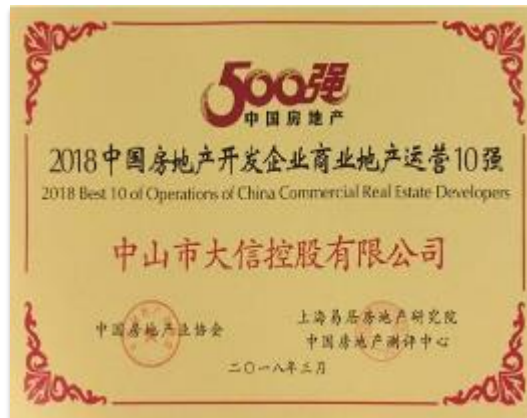 500强
中国房地产
2018中国房地产开发企业商业地产运营10强
2018 Best 10 of Operations of China Commercial Real Estate Developers
中山市大信控股有限公司
中国房地产业协会
上海易居房地产研究院
中国房地产测评中心
二〇一八年三月